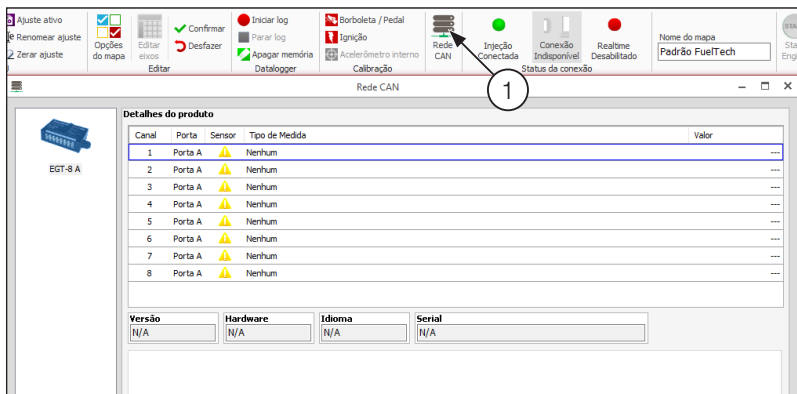 Ajuste ativo
Renomear ajuste
Zerar ajuste
Opções do mapa
Editar eixos
Confirmar
Desfazer
Editar
Iniciar log
Parar log
Apagar memória
Datalogger
Borboleta / Pedal
Ignição
Acelerômetro interno
Calibração
Rede CAN
Injeção Conectada
Conexão Indisponível
Realtime Desabilitado
Status da conexão
Nome do mapa
Padrão FuelTech
1
Rede CAN
EGT-8 A
Detalhes do produto
Canal Porta Sensor Tipo de Medida Valor
1 Porta A Nenhum ---
2 Porta A Nenhum ---
3 Porta A Nenhum ---
4 Porta A Nenhum ---
5 Porta A Nenhum ---
6 Porta A Nenhum ---
7 Porta A Nenhum ---
8 Porta A Nenhum ---
Versão Hardware Idioma Serial
N/A N/A N/A N/A